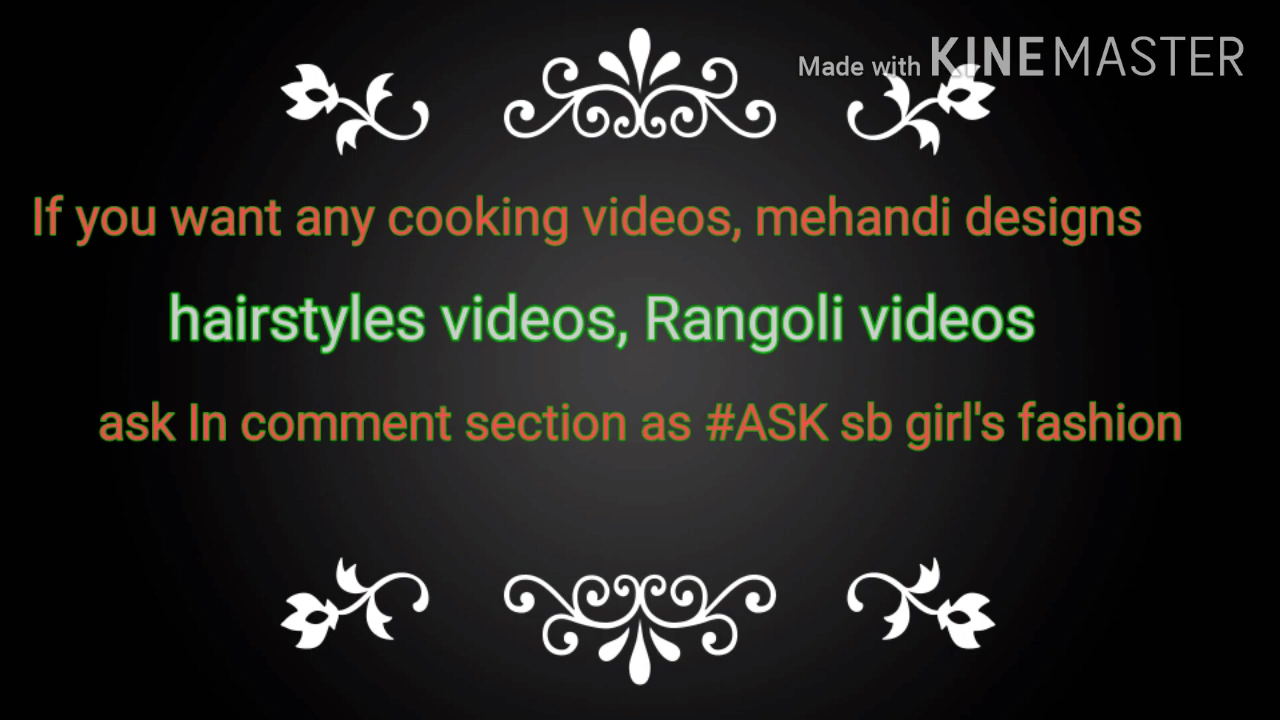 Made with KINEMASTER
If you want any cooking videos, mehandi designs
hairstyles videos, Rangoli videos
ask In comment section as #ASK sb girl's fashion